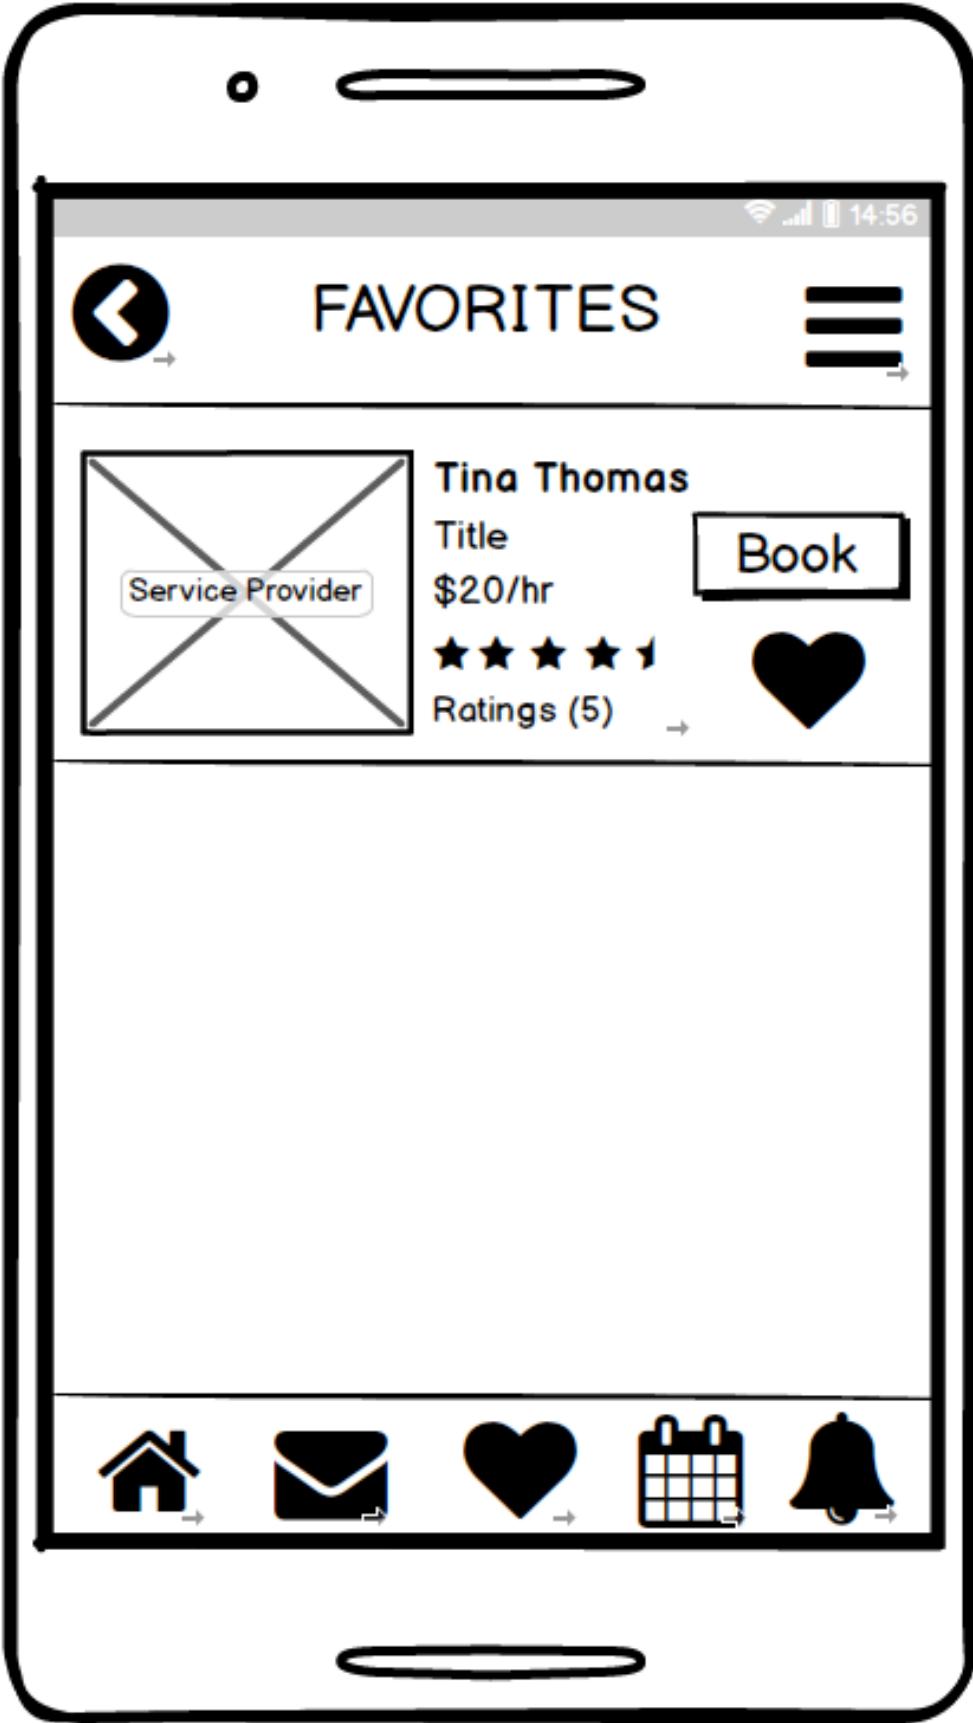 14:56
FAVORITES
Tina Thomas
Title
$20/hr
Service Provider
Book
Ratings (5)